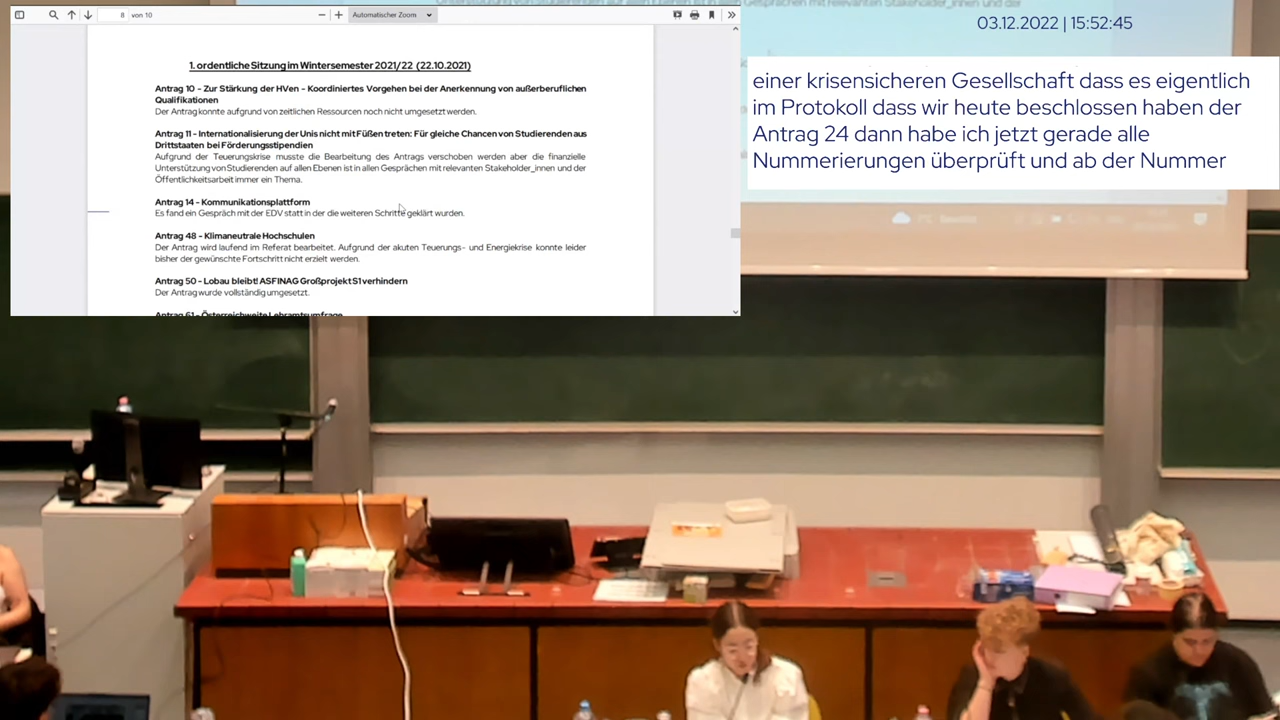 8 von 10
Automatischer Zoom
03.12.2022 | 15:52:45
1. ordentliche Sitzung im Wintersemester 2021/22 (22.10.2021)
Antrag 10 - Zur Stärkung der HVen - Koordiniertes Vorgehen bei der Anerkennung von außerberuflichen
Qualifikationen
Der Antrag konnte aufgrund von zeitlichen Ressourcen noch nicht umgesetzt werden.
Antrag 11 - Internationalisierung der Unis nicht mit Füßen treten: Für gleiche Chancen von Studierenden aus
Drittstaaten bei Förderungsstipendien
Aufgrund der Teuerungskrise musste die Bearbeitung des Antrags verschoben werden aber die finanzielle
Unterstützung von Studierenden auf allen Ebenen ist in allen Gesprächen mit relevanten Stakeholder_innen und der
Öffentlichkeitsarbeit immer ein Thema.
Antrag 14 - Kommunikationsplattform
Es fand ein Gespräch mit der EDV statt in der die weiteren Schritte geklärt wurden.
Antrag 48 - Klimaneutrale Hochschulen
Der Antrag wird laufend im Referat bearbeitet. Aufgrund der akuten Teuerungs- und Energiekrise konnte leider
bisher der gewünschte Fortschritt nicht erzielt werden.
Antrag 50 - Lobau bleibt! ASFINAG Großprojekt S1 verhindern
Der Antrag wurde vollständig umgesetzt.
Antrag 61 - Österreichweite Lehramtsumfrage
einer krisensicheren Gesellschaft dass es eigentlich
im Protokoll dass wir heute beschlossen haben der
Antrag 24 dann habe ich jetzt gerade alle
Nummerierungen überprüft und ab der Nummer